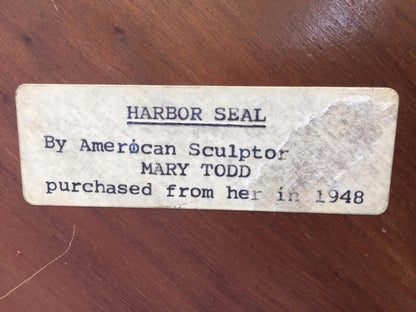 HARBOR SEAL
By American Sculptor
MARY TODD
purchased from her in 1948